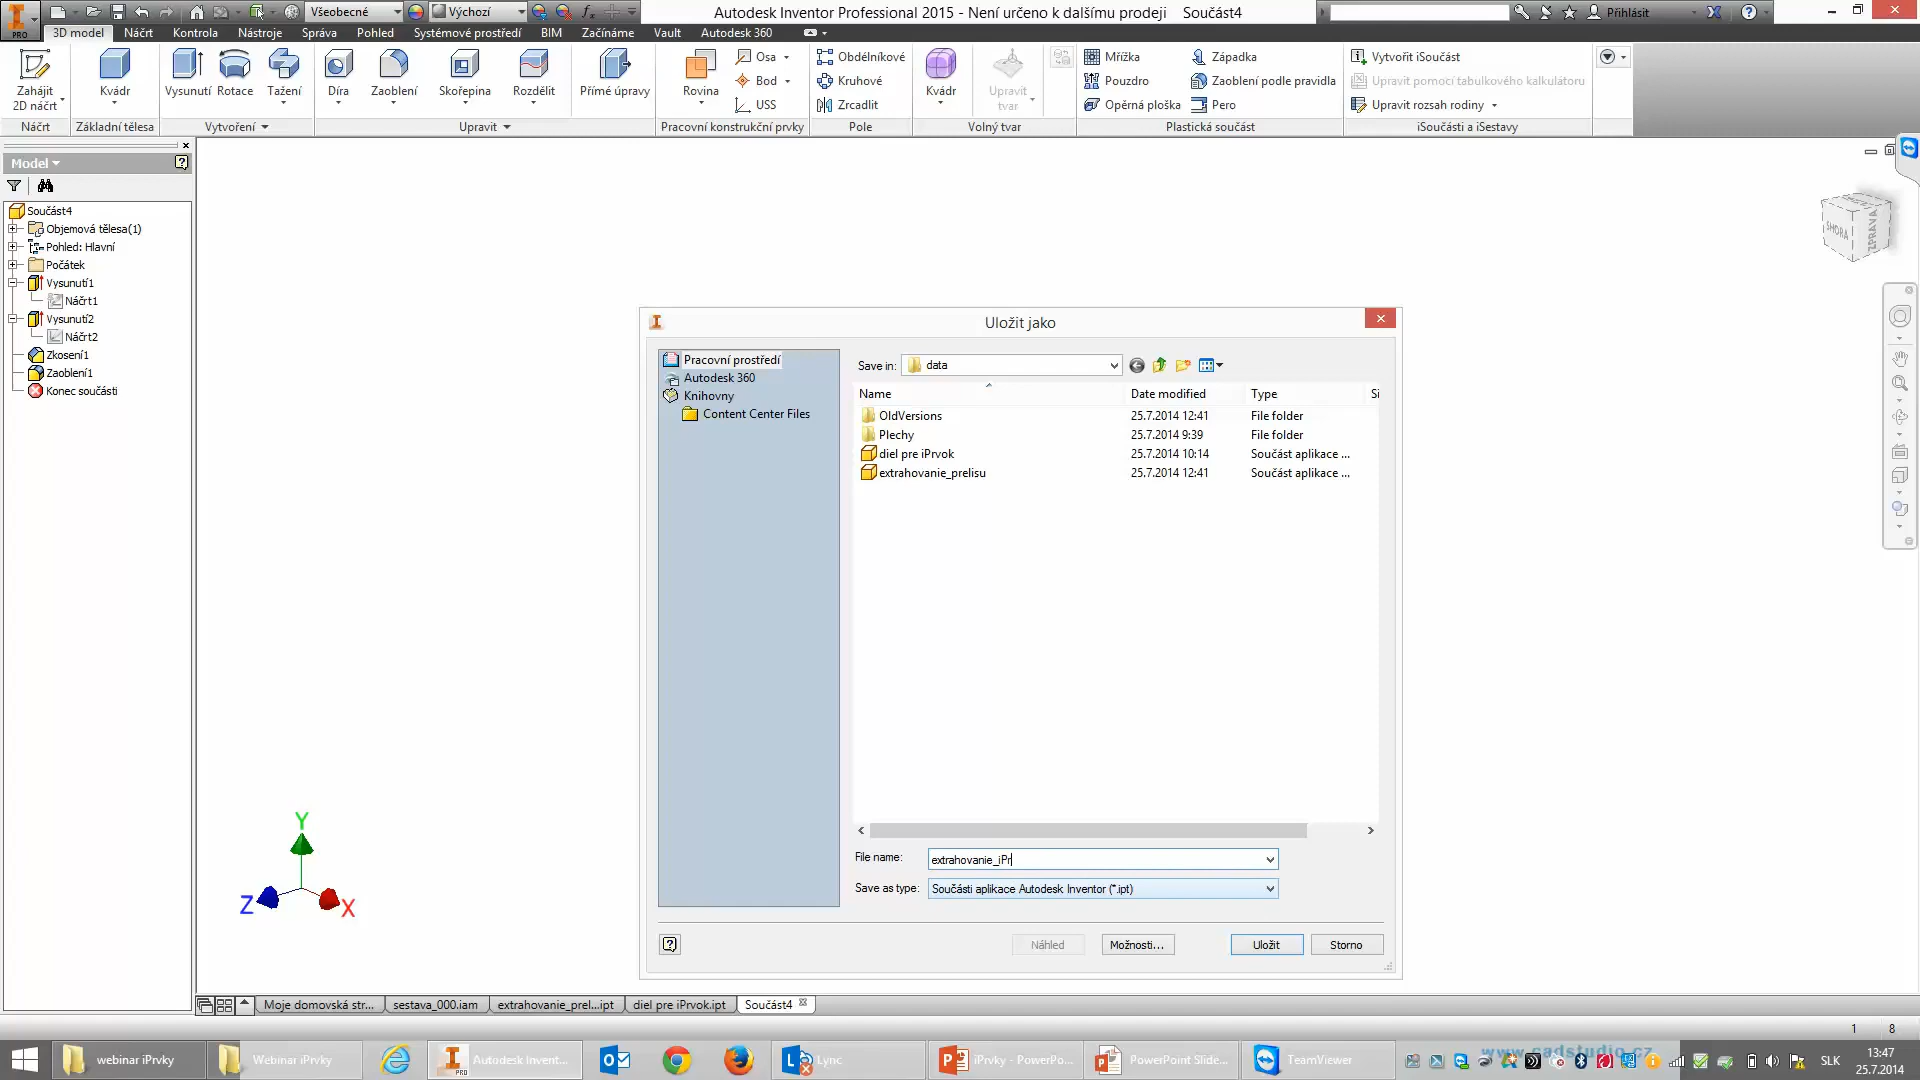 PRO
Všeobecné
Výchozí
Autodesk Inventor Professional 2015 - Není určeno k dalšímu prodeji Součást4
Přihlásit
3D model Náčrt Kontrola Nástroje Správa Pohled Systémové prostředí BIM Začínáme Vault Autodesk 360
Zahájit
2D náčrt
Kvádr
Vysunutí Rotace Tažení
Díra Zaoblení Skořepina Rozdělit Přímé úpravy
Rovina
Osa
Bod
USS
Obdélníkové
Kruhové
Zrcadlit
Kvádr
Upravit
tvar
Mřížka
Pouzdro
Opěrná ploška
Západka
Zaoblení podle pravidla
Pero
Vytvořit iSoučást
Upravit pomocí tabulkového kalkulátoru
Upravit rozsah rodiny
Náčrt Základní tělesa Vytvoření Upravit Pracovní konstrukční prvky Pole Volný tvar Plastická součást iSoučásti a iSestavy
Model
Součást4
Objemová tělesa(1)
Pohled: Hlavní
Počátek
Vysunutí1
Náčrt1
Vysunutí2
Náčrt2
Zkosení1
Zaoblení1
Konec součásti
SHORA
ZPRAVA
Uložit jako
Pracovní prostředí
Autodesk 360
Knihovny
Content Center Files
Save in: data
Name Date modified Type Si
OldVersions 25.7.2014 12:41 File folder
Plechy 25.7.2014 9:39 File folder
diel pre iPrvok 25.7.2014 10:14 Součást aplikace ...
extrahovanie_prelisu 25.7.2014 12:41 Součást aplikace ...
File name: extrahovanie_iPr
Save as type: Součásti aplikace Autodesk Inventor (*.ipt)
Náhled Možnosti... Uložit Storno
Y
Z
X
Moje domovská str... sestava_000.iam extrahovanie_prel...ipt diel pre iPrvok.ipt Součást4
1 8
webinar iPrvky Webinar iPrvky Autodesk Invent... Lync iPrvky - PowerPo... PowerPoint Slide... TeamViewer
www.cadstudio.cz
SLK
13:47
25.7.2014